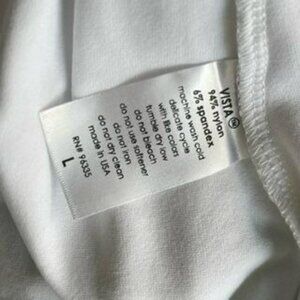 VISTA®
94% nylon
6% spandex
machine wash cold
delicate cycle
with like colors
tumble dry low
do not bleach
do not use softener
do not iron
do not dry clean
made in USA
RN# 96335
L